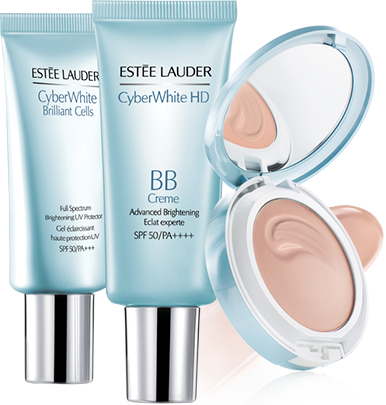 ESTĒE LAUDER
CyberWhite
Brilliant Cells
Full Spectrum
Brightening UV Protector
Gel éclaircissant
haute protection UV
SPF 50/PA+++
ESTĒE LAUDER
CyberWhite HD
BB
Creme
Advanced Brightening
Eclat experte
SPF 50/PA++++